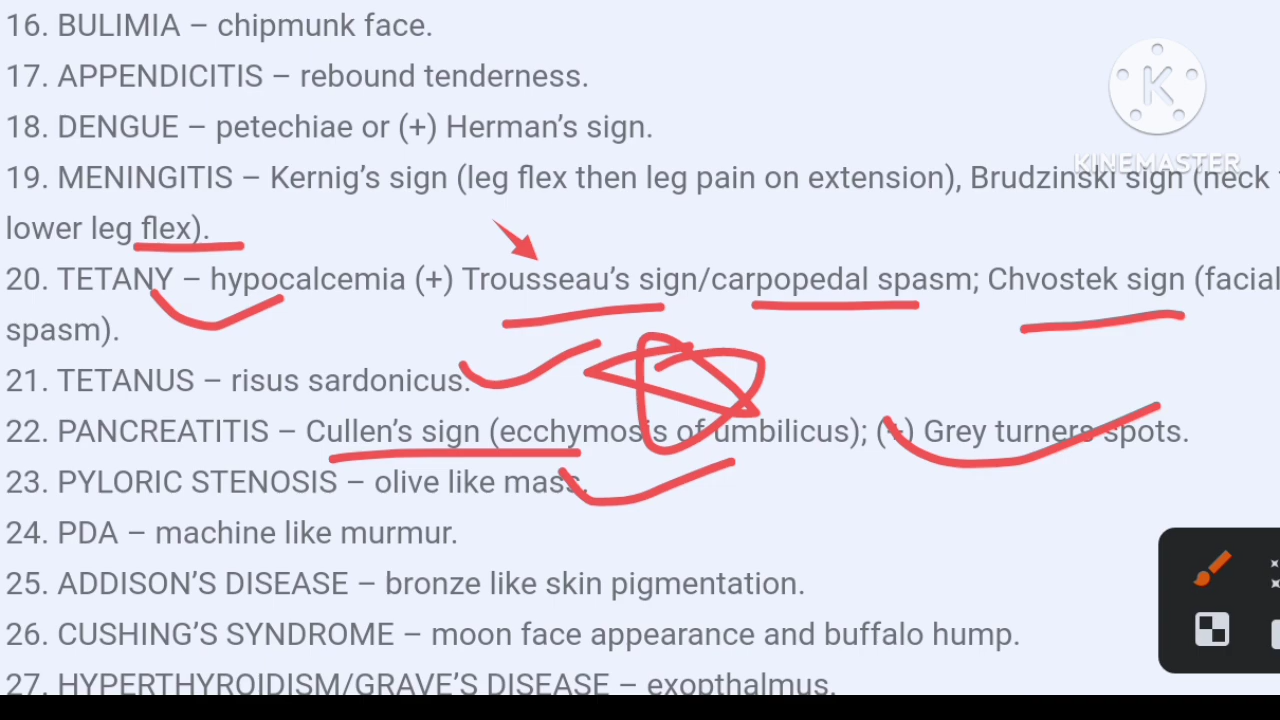 16. BULIMIA – chipmunk face.
17. APPENDICITIS – rebound tenderness.
18. DENGUE – petechiae or (+) Herman’s sign.
K
KINEMASTER
19. MENINGITIS – Kernig’s sign (leg flex then leg pain on extension), Brudzinski sign (neck
lower leg flex).
20. TETANY – hypocalcemia (+) Trousseau’s sign/carpopedal spasm; Chvostek sign (facial
spasm).
21. TETANUS – risus sardonicus.
22. PANCREATITIS – Cullen’s sign (ecchymosis of umbilicus); (+) Grey turners spots.
23. PYLORIC STENOSIS – olive like mass.
24. PDA – machine like murmur.
25. ADDISON’S DISEASE – bronze like skin pigmentation.
26. CUSHING’S SYNDROME – moon face appearance and buffalo hump.
27. HYPERTHYROIDISM/GRAVE’S DISEASE – exopthalmus.